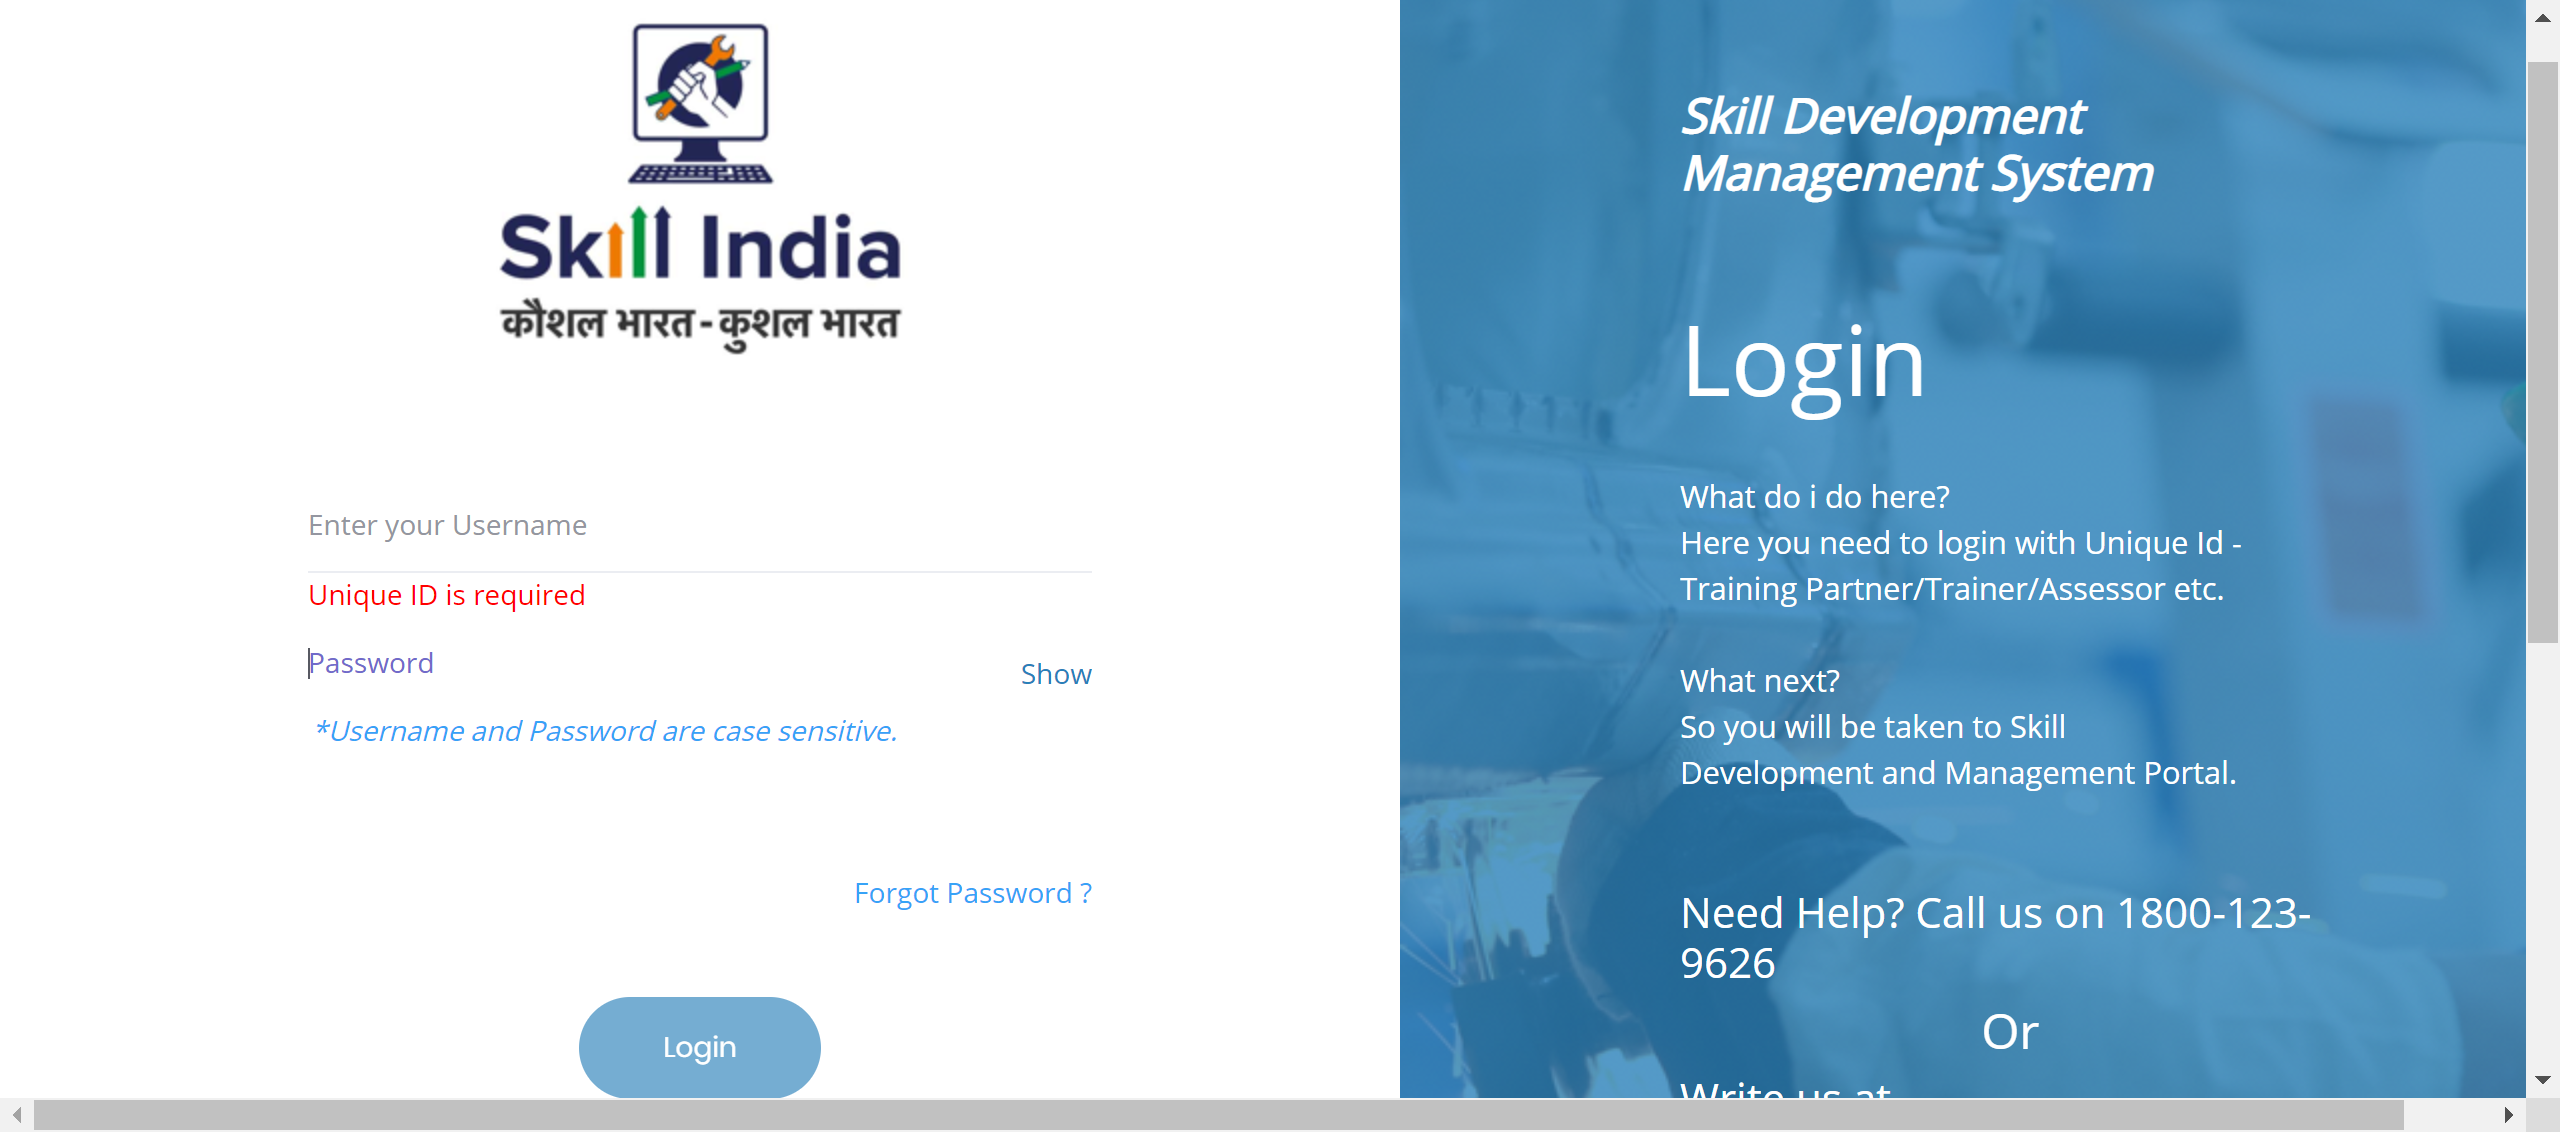 Skill India
कौशल भारत - कुशल भारत
Enter your Username
Unique ID is required
Password
Show
*Username and Password are case sensitive.
Forgot Password ?
Login
Skill Development
Management System
Login
What do i do here?
Here you need to login with Unique Id -
Training Partner/Trainer/Assessor etc.
What next?
So you will be taken to Skill
Development and Management Portal.
Need Help? Call us on 1800-123-
9626
Or
Write us at